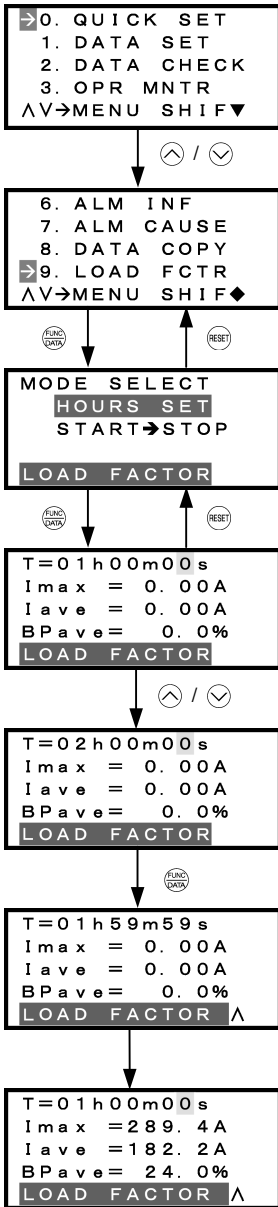 ➔0. QUICK SET
1. DATA SET
2. DATA CHECK
3. OPR MNTR
∧∨➔MENU SHIF▼
∧ / ∨
6. ALM INF
7. ALM CAUSE
8. DATA COPY
➔9. LOAD FCTR
∧∨➔MENU SHIF◆
FUNC
DATA
RESET
MODE SELECT
HOURS SET
START➔STOP
LOAD FACTOR
FUNC
DATA
RESET
T=01h00m00s
Imax = 0.00A
Iave = 0.00A
BPave= 0.0%
LOAD FACTOR
∧ / ∨
T=02h00m00s
Imax = 0.00A
Iave = 0.00A
BPave= 0.0%
LOAD FACTOR
FUNC
DATA
T=01h59m59s
Imax = 0.00A
Iave = 0.00A
BPave= 0.0%
LOAD FACTOR ∧
T=01h00m00s
Imax =289.4A
Iave =182.2A
BPave= 24.0%
LOAD FACTOR ∧